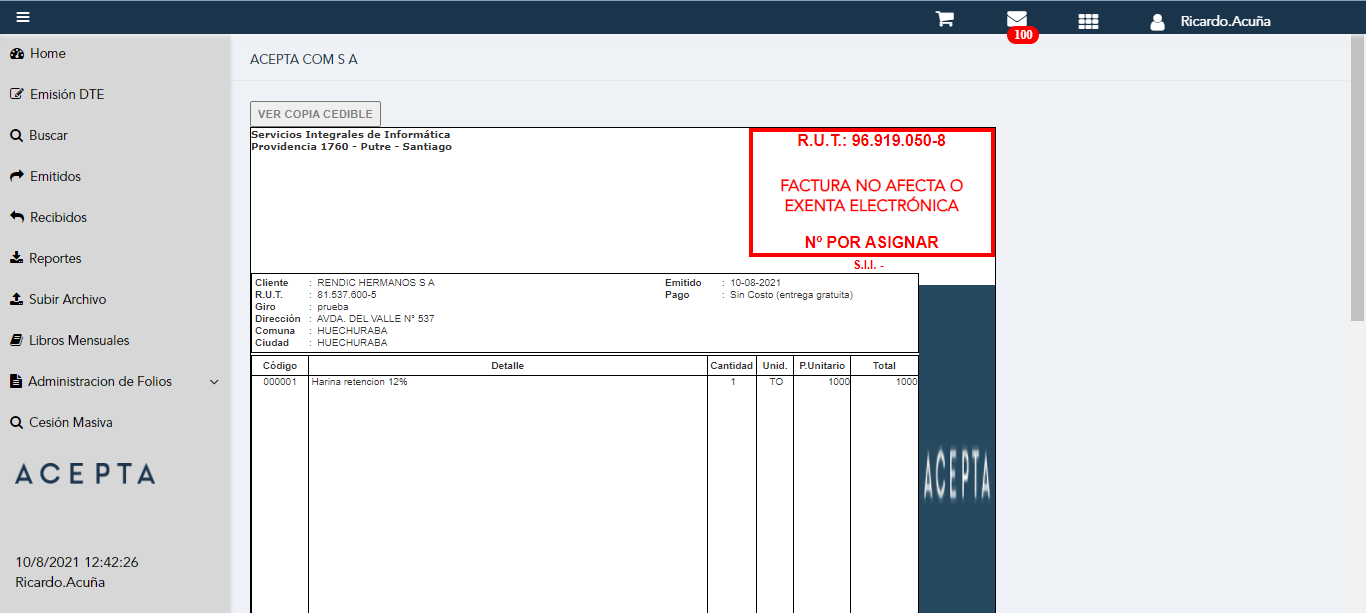 Ricardo.Acuña
100
Home
Emisión DTE
Buscar
Emitidos
Recibidos
Reportes
Subir Archivo
Libros Mensuales
Administracion de Folios
Cesión Masiva
ACEPTA
10/8/2021 12:42:26
Ricardo.Acuña
ACEPTA COM S A
VER COPIA CEDIBLE
Servicios Integrales de Informática
Providencia 1760 - Putre - Santiago
R.U.T.: 96.919.050-8
FACTURA NO AFECTA O
EXENTA ELECTRÓNICA
Nº POR ASIGNAR
S.I.I. -
Cliente : RENDIC HERMANOS S A Emitido : 10-08-2021
R.U.T. : 81.537.600-5 Pago : Sin Costo (entrega gratuita)
Giro : prueba
Dirección : AVDA. DEL VALLE N° 537
Comuna : HUECHURABA
Ciudad : HUECHURABA
Código Detalle Cantidad Unid. P.Unitario Total
000001 Harina retencion 12% 1 TO 1000 1000
ACEPTA